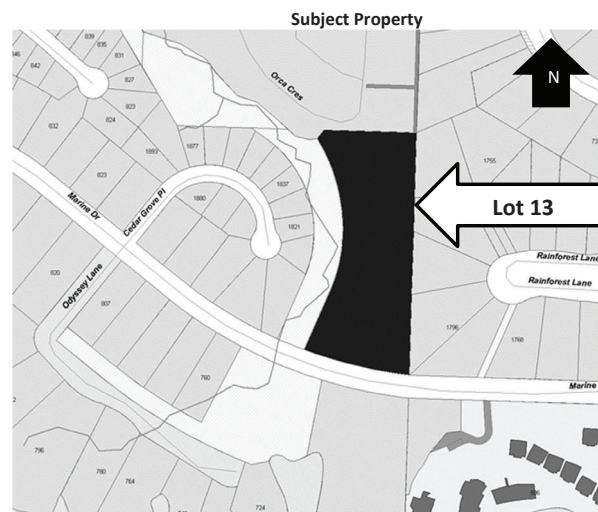 Subject Property
N
Orca Cres
839
835
831
842
827
823
824
832
1893
1877
823
1837
1880
1821
Marine Dr
Cedar Grove Pl
1755
Lot 13
Rainforest Lane
Rainforest Lane
820
Odyssey Lane
807
1796
1768
760
Marine
796
780
764
724